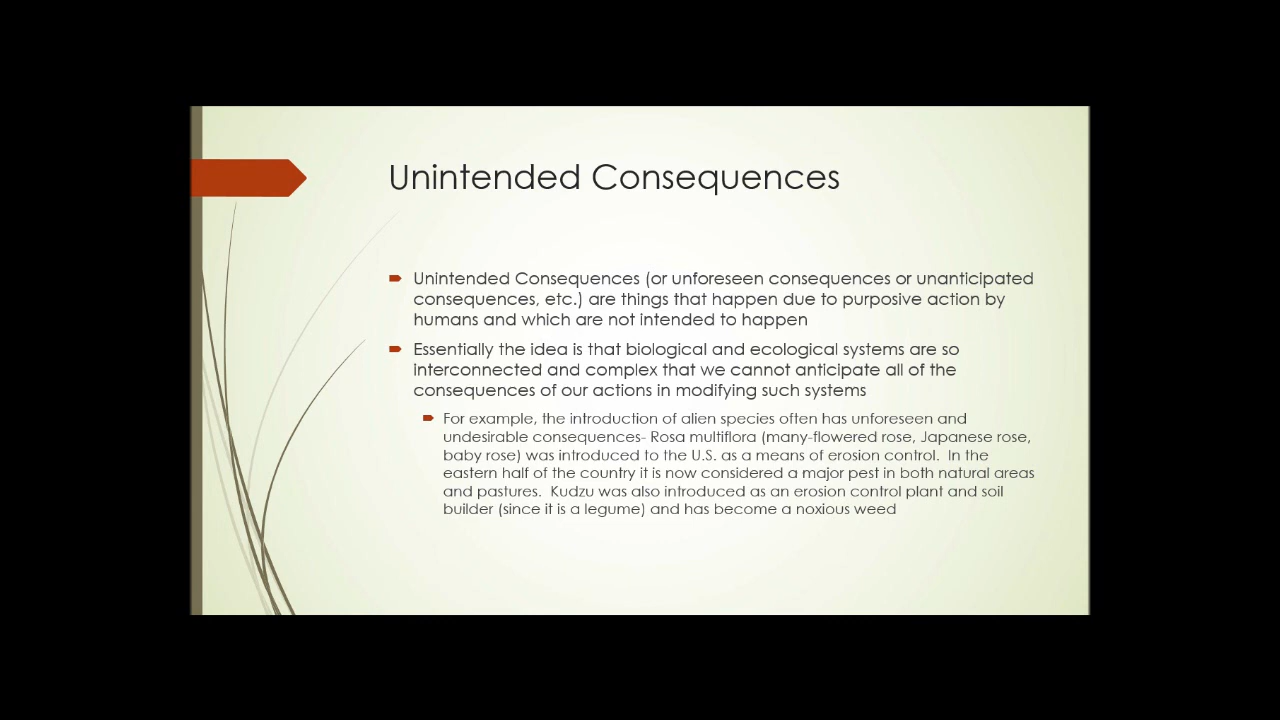 Unintended Consequences
Unintended Consequences (or unforeseen consequences or unanticipated
consequences, etc.) are things that happen due to purposive action by
humans and which are not intended to happen
Essentially the idea is that biological and ecological systems are so
interconnected and complex that we cannot anticipate all of the
consequences of our actions in modifying such systems
For example, the introduction of alien species often has unforeseen and
undesirable consequences- Rosa multiflora (many-flowered rose, Japanese rose,
baby rose) was introduced to the U.S. as a means of erosion control.  In the
eastern half of the country it is now considered a major pest in both natural areas
and pastures.  Kudzu was also introduced as an erosion control plant and soil
builder (since it is a legume) and has become a noxious weed